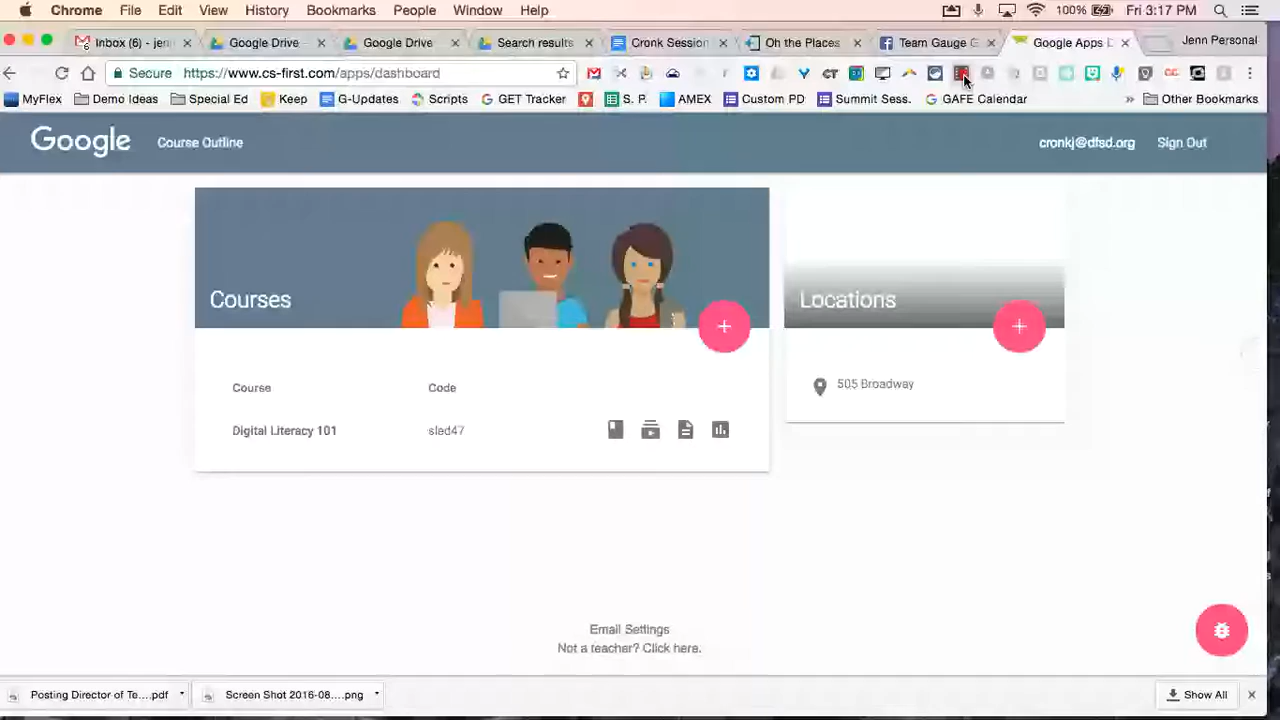 Chrome File Edit View History Bookmarks People Window Help 100% Fri 3:17 PM
Inbox (6) - jen Google Drive - Google Drive - Search results Cronk Session Oh the Places Team Gauge Google Apps Jenn Personal
Secure https://www.cs-first.com/apps/dashboard CT CC
MyFlex Demo Ideas Special Ed Keep G-Updates Scripts GET Tracker S. P. AMEX Custom PD Summit Sess. GAFE Calendar » Other Bookmarks
Google Course Outline cronkj@dfsd.org Sign Out
Courses Locations
+ +
Course Code 505 Broadway
Digital Literacy 101 sled47
Email Settings
Not a teacher? Click here.
Posting Director of Te....pdf Screen Shot 2016-08....png Show All